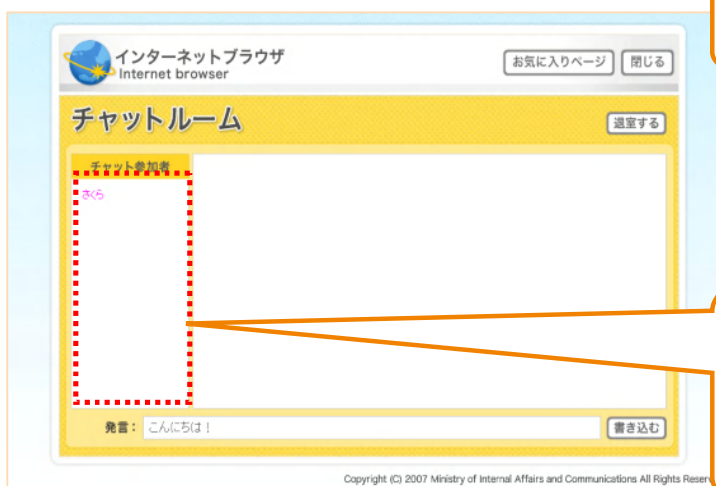 インターネットブラウザ
Internet browser
お気に入りページ
閉じる
チャットルーム
退室する
チャット参加者
さくら
発言： こんにちは！
書き込む
Copyright (C) 2007 Ministry of Internal Affairs and Communications All Rights